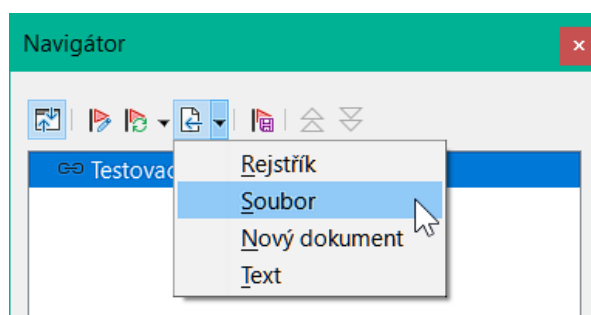 Navigátor
Testovac
Rejstřík
Soubor
Nový dokument
Text